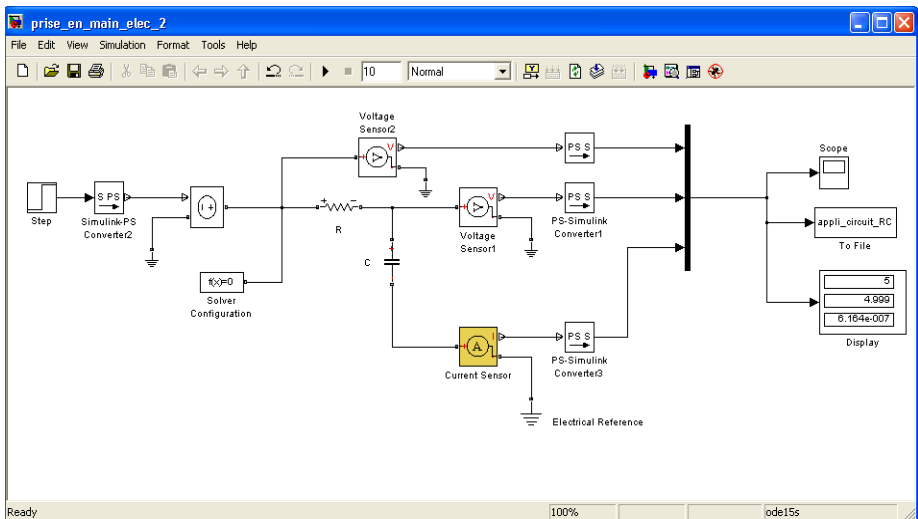 prise_en_main_elec_2
File Edit View Simulation Format Tools Help
10 Normal
Voltage
Sensor2
V
PS S
Scope
Step
S PS
Simulink-PS
Converter2
R
V
Voltage
Sensor1
PS S
PS-Simulink
Converter1
appli_circuit_RC
To File
C
f(x)=0
Solver
Configuration
5
4.999
6.164e-007
Display
A
I
Current Sensor
PS S
PS-Simulink
Converter3
Electrical Reference
Ready 100% ode15s